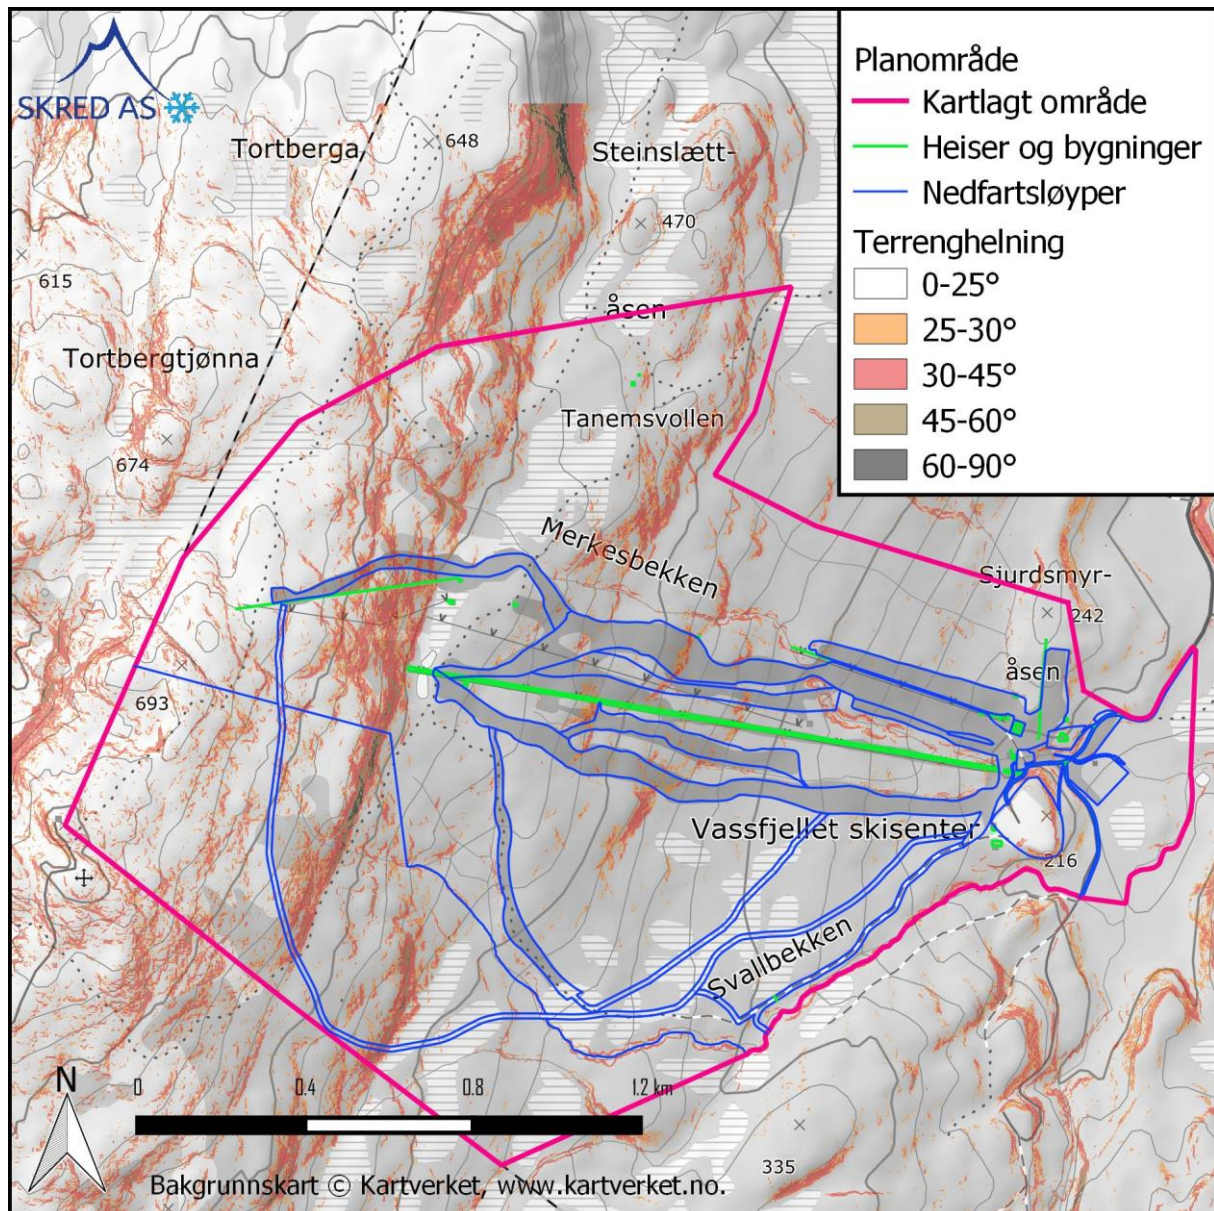 SKRED AS
Tortberga
648
Steinslætt-
470
615
åsen
Tortbergtjønna
Tanemsvollen
674
Merkesbekken
Sjurdsmyr-
242
åsen
693
Vassfjellet skisenter
216
Svallbekken
335
N
0 0.4 0.8 1.2 km
Bakgrunnskart © Kartverket, www.kartverket.no.
Planområde
Kartlagt område
Heiser og bygninger
Nedfartsløyper
Terrenghelning
0-25°
25-30°
30-45°
45-60°
60-90°